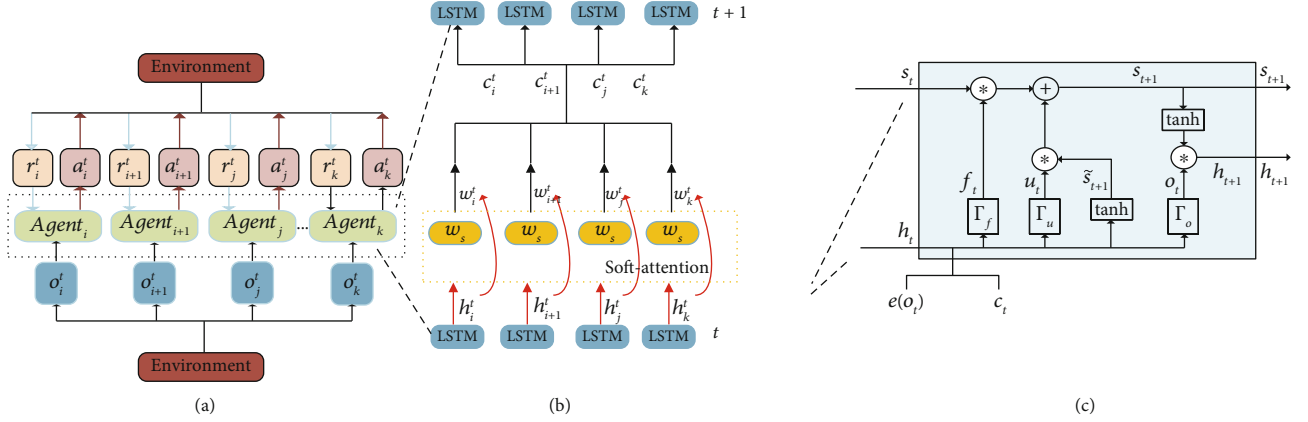 Environment
r_i^t a_i^t r_{i+1}^t a_{i+1}^t r_j^t a_j^t r_k^t a_k^t
Agent_i Agent_{i+1} Agent_j ... Agent_k
o_i^t o_{i+1}^t o_j^t o_k^t
Environment
(a)
LSTM LSTM LSTM LSTM t + 1
c_i^t c_{i+1}^t c_j^t c_k^t
w_i^t w_{i+1}^t w_j^t w_k^t
w_s w_s w_s w_s
Soft-attention
h_i^t h_{i+1}^t h_j^t h_k^t
LSTM LSTM LSTM LSTM t
(b)
s_t s_{t+1} s_{t+1}
* +
tanh
* *
f_t u_t s̃_{t+1} o_t h_{t+1} h_{t+1}
Γ_f Γ_u tanh Γ_o
h_t
e(o_t) c_t
(c)